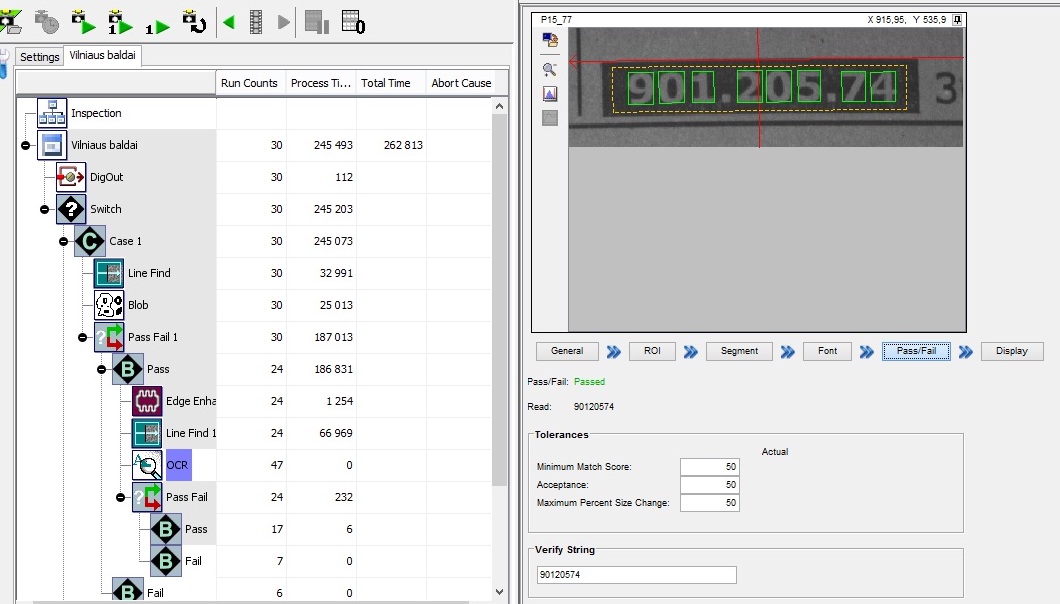 1 1 0
P15_77 X 915,95, Y 535,9
Settings Vilniaus baldai
Run Counts Process Ti... Total Time Abort Cause
Inspection
Vilniaus baldai 30 245 493 262 813
DigOut 30 112
? Switch 30 245 203
C Case 1 30 245 073
Line Find 30 32 991
Blob 30 25 013
? Pass Fail 1 30 187 013
B Pass 24 186 831
Edge Enha 24 1 254
Line Find 1 24 66 969
A OCR 47 0
? Pass Fail 24 232
B Pass 17 6
B Fail 7 0
B Fail 6 0
901.205.74 3
General ROI Segment Font Pass/Fail Display
Pass/Fail: Passed
Read: 90120574
Tolerances
Actual
Minimum Match Score: 50
Acceptance: 50
Maximum Percent Size Change: 50
Verify String
90120574